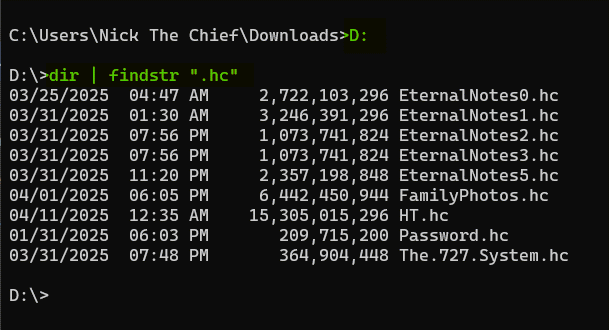 C:\Users\Nick The Chief\Downloads>D:
D:\>dir | findstr ".hc"
03/25/2025  04:47 AM     2,722,103,296 EternalNotes0.hc
03/31/2025  01:30 AM     3,246,391,296 EternalNotes1.hc
03/31/2025  07:56 PM     1,073,741,824 EternalNotes2.hc
03/31/2025  07:56 PM     1,073,741,824 EternalNotes3.hc
03/31/2025  11:20 PM     2,357,198,848 EternalNotes5.hc
04/01/2025  06:05 PM     6,442,450,944 FamilyPhotos.hc
04/11/2025  12:35 AM    15,305,015,296 HT.hc
01/31/2025  06:03 PM       209,715,200 Password.hc
03/31/2025  07:48 PM       364,904,448 The.727.System.hc
D:\>